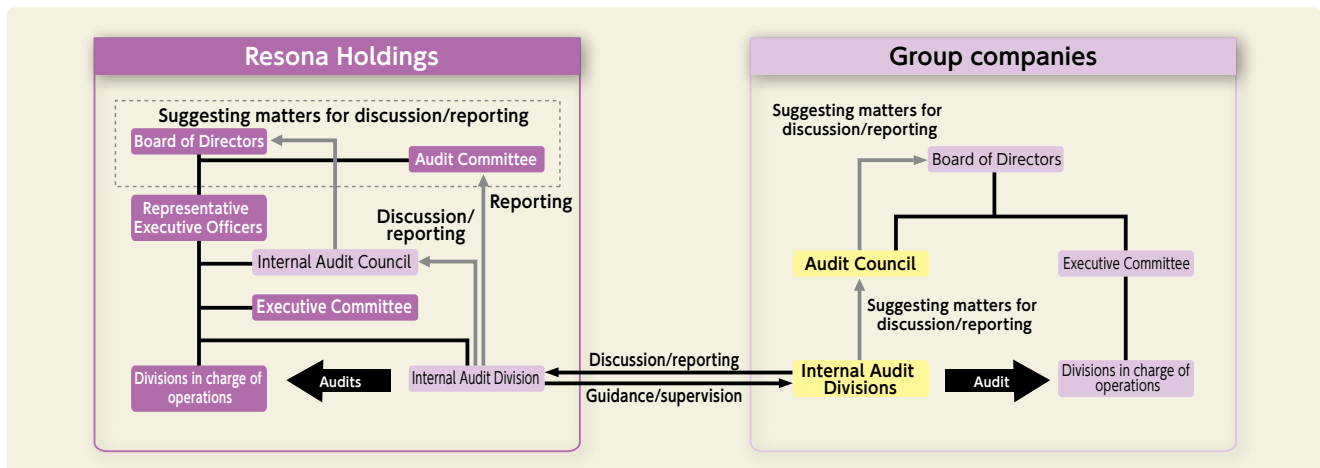 Resona Holdings
Suggesting matters for discussion/reporting
Board of Directors
Audit Committee
Representative
Executive Officers
Discussion/
reporting
Reporting
Internal Audit Council
Executive Committee
Divisions in charge of
operations
Audits
Internal Audit Division
Discussion/reporting
Guidance/supervision
Group companies
Suggesting matters for
discussion/reporting
Board of Directors
Audit Council
Executive Committee
Suggesting matters for
discussion/reporting
Internal Audit
Divisions
Audit
Divisions in charge of
operations